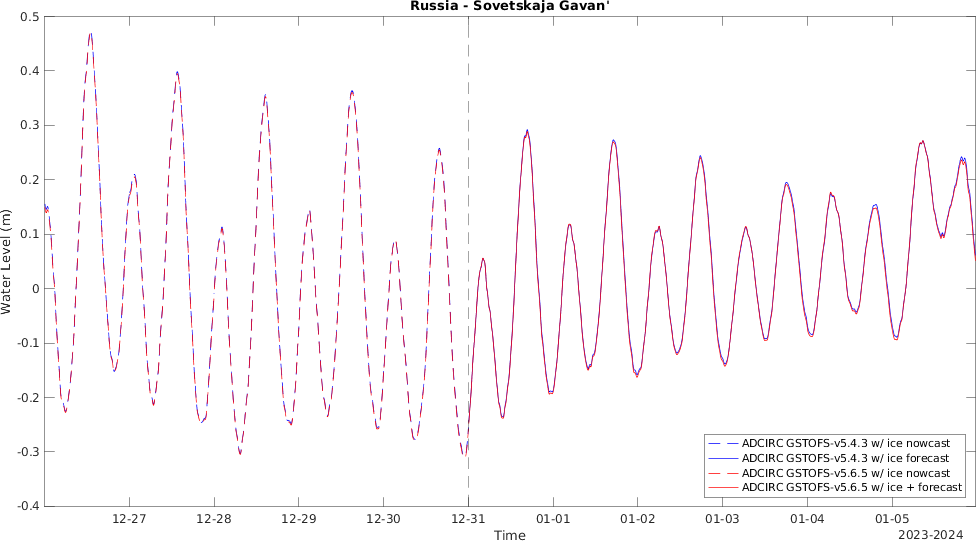 Russia - Sovetskaja Gavan'
Water Level (m)
0.5
0.4
0.3
0.2
0.1
0
-0.1
-0.2
-0.3
-0.4
ADCIRC GSTOFS-v5.4.3 w/ ice nowcast
ADCIRC GSTOFS-v5.4.3 w/ ice forecast
ADCIRC GSTOFS-v5.6.5 w/ ice nowcast
ADCIRC GSTOFS-v5.6.5 w/ ice + forecast
12-27 12-28 12-29 12-30 12-31 01-01 01-02 01-03 01-04 01-05
Time
2023-2024